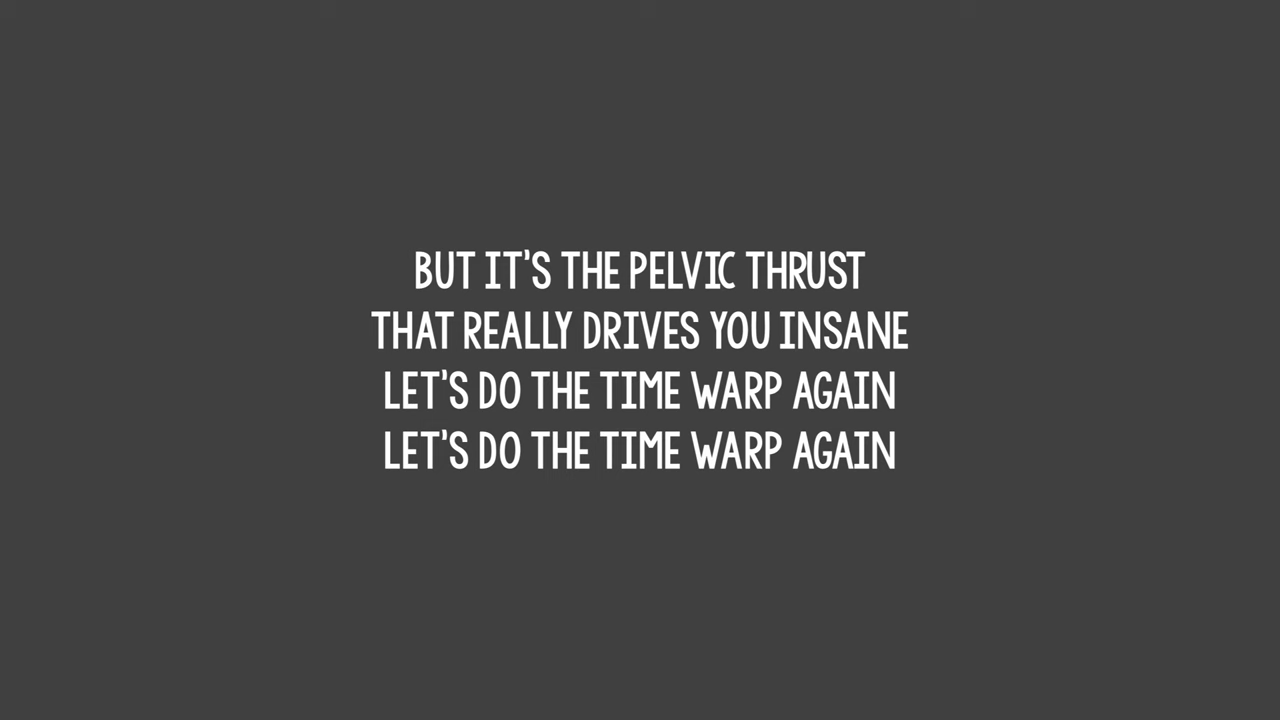 BUT IT'S THE PELVIC THRUST
THAT REALLY DRIVES YOU INSANE
LET'S DO THE TIME WARP AGAIN
LET'S DO THE TIME WARP AGAIN